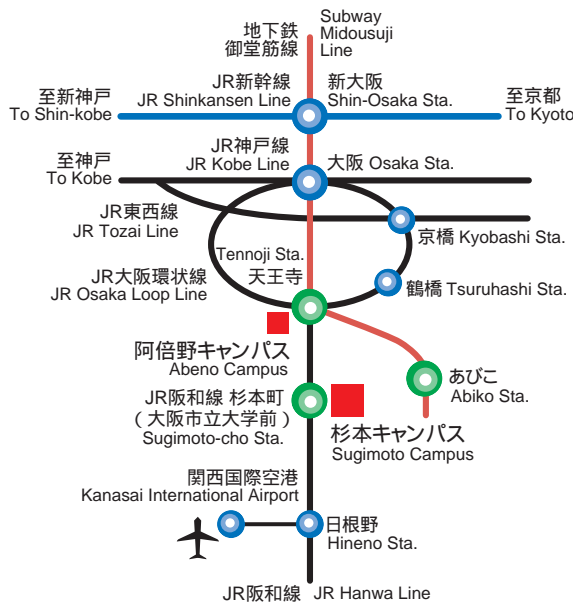 地下鉄
御堂筋線
Subway
Midousuji
Line
JR新幹線
JR Shinkansen Line
新大阪
Shin-Osaka Sta.
至新神戸
To Shin-kobe
至京都
To Kyoto
JR神戸線
JR Kobe Line
大阪 Osaka Sta.
至神戸
To Kobe
JR東西線
JR Tozai Line
京橋 Kyobashi Sta.
Tennoji Sta.
天王寺
JR大阪環状線
JR Osaka Loop Line
鶴橋 Tsuruhashi Sta.
阿倍野キャンパス
Abeno Campus
あびこ
Abiko Sta.
JR阪和線 杉本町
(大阪市立大学前)
Sugimoto-cho Sta.
杉本キャンパス
Sugimoto Campus
関西国際空港
Kanasai International Airport
日根野
Hineno Sta.
JR阪和線 JR Hanwa Line